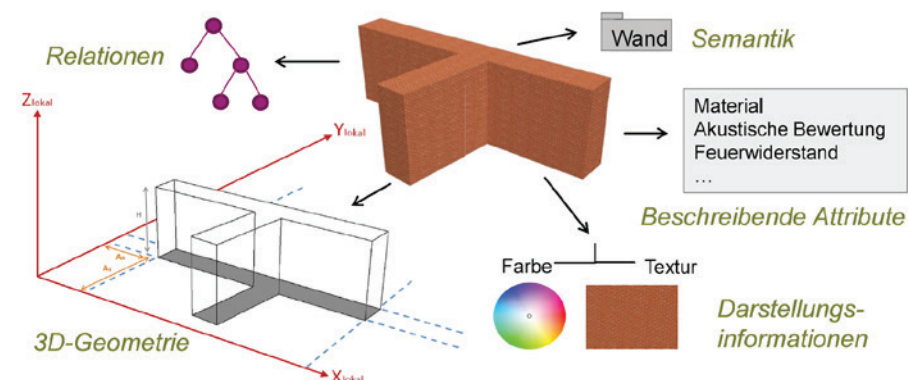 Relationen
Wand
Semantik
Z lokal
Y lokal
Material
Akustische Bewertung
Feuerwiderstand
...
Beschreibende Attribute
H
Farbe
Textur
3D-Geometrie
Darstellungs-
informationen
X lokal